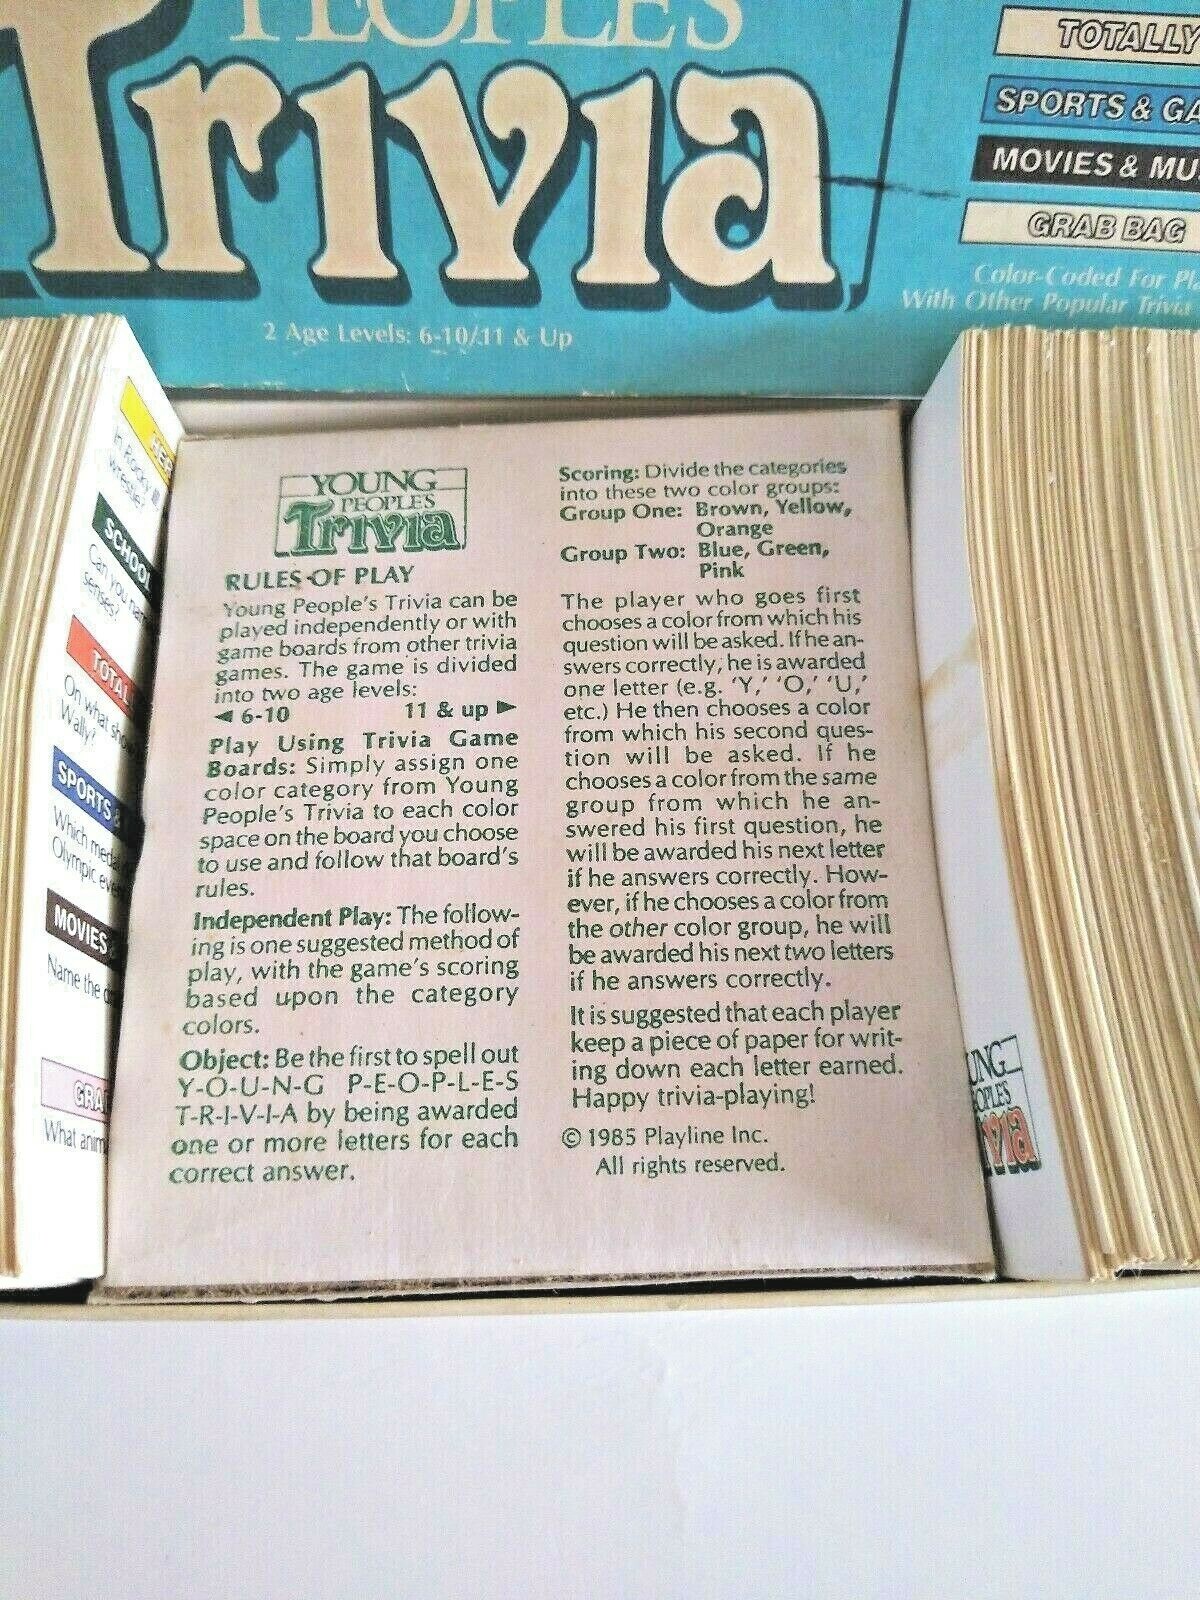 PEOPLE'S
Trivia
2 Age Levels: 6-10/11 & Up
TOTALLY
SPORTS &
MOVIES &
GRAB BAG
Color-Coded For
With Other Popular Trivia
In Rocky III
wrestler?
SCHOOL
Can you
senses?
TOTAL
On what
Wally?
SPORTS &
Which
Olympic
MOVIES
Name the
What
YOUNG
PEOPLE'S
Trivia
RULES OF PLAY
Young People's Trivia can be
played independently or with
game boards from other trivia
games. The game is divided
into two age levels:
◄ 6-10 11 & up ►
Play Using Trivia Game
Boards: Simply assign one
color category from Young
People's Trivia to each color
space on the board you choose
to use and follow that board's
rules.
Independent Play: The follow-
ing is one suggested method of
play, with the game's scoring
based upon the category
colors.
Object: Be the first to spell out
Y-O-U-N-G P-E-O-P-L-E-S
T-R-I-V-I-A by being awarded
one or more letters for each
correct answer.
Scoring: Divide the categories
into these two color groups:
Group One: Brown, Yellow,
Orange
Group Two: Blue, Green,
Pink
The player who goes first
chooses a color from which his
question will be asked. If he an-
swers correctly, he is awarded
one letter (e.g. 'Y,' 'O,' 'U,'
etc.) He then chooses a color
from which his second ques-
tion will be asked. If he
chooses a color from the same
group from which he an-
swered his first question, he
will be awarded his next letter
if he answers correctly. How-
ever, if he chooses a color from
the other color group, he will
be awarded his next two letters
if he answers correctly.
It is suggested that each player
keep a piece of paper for writ-
ing down each letter earned.
Happy trivia-playing!
© 1985 Playline Inc.
All rights reserved.